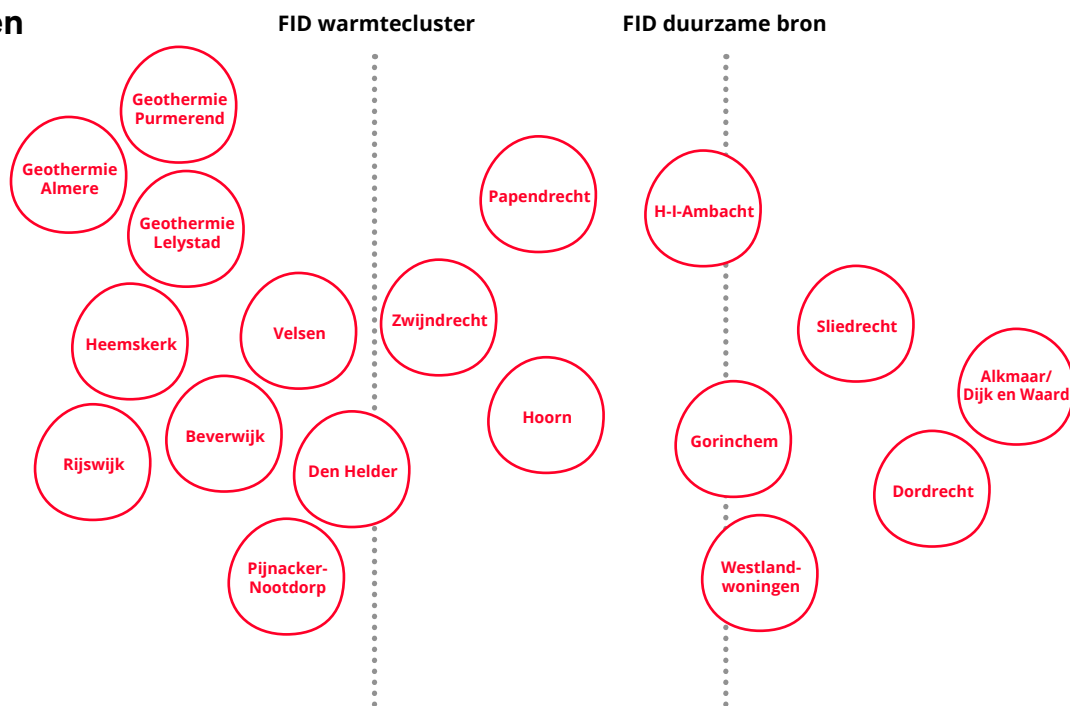 en
FID warmtecluster
FID duurzame bron
Geothermie
Purmerend
Geothermie
Almere
Geothermie
Lelystad
Papendrecht
H-I-Ambacht
Heemskerk
Velsen
Zwijndrecht
Sliedrecht
Alkmaar/
Dijk en Waard
Rijswijk
Beverwijk
Den Helder
Hoorn
Gorinchem
Dordrecht
Pijnacker-
Nootdorp
Westland-
woningen